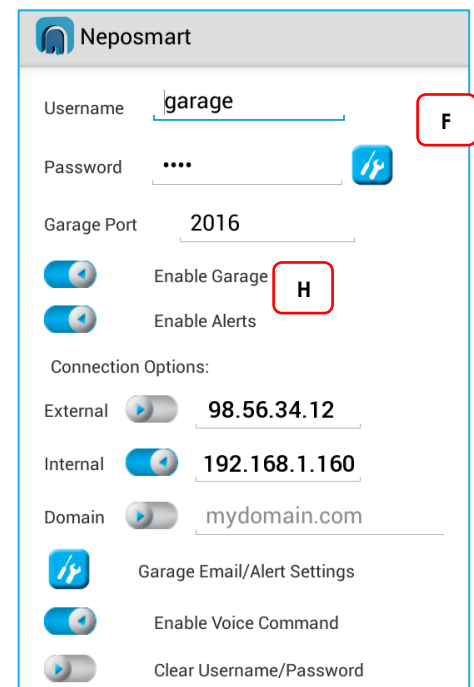 Neposmart
Username garage
F
Password ••••
Garage Port 2016
Enable Garage
H
Enable Alerts
Connection Options:
External 98.56.34.12
Internal 192.168.1.160
Domain mydomain.com
Garage Email/Alert Settings
Enable Voice Command
Clear Username/Password